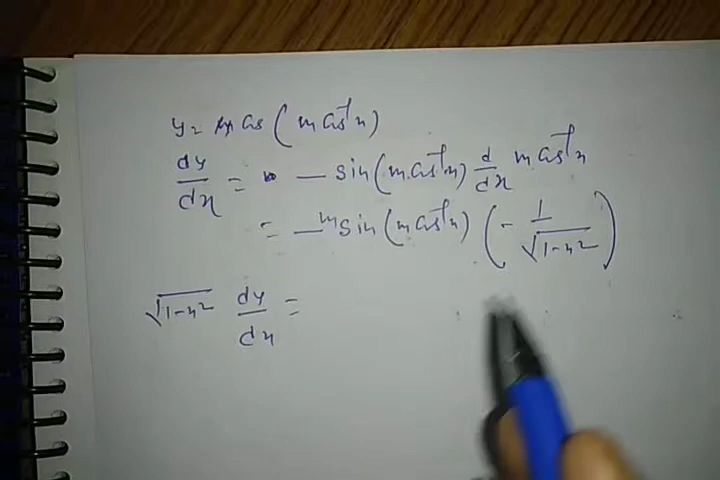 y = cos (m cos⁻¹x)
dy/dx = - sin (m cos⁻¹x) d/dx m cos⁻¹x
= - m sin (m cos⁻¹x) (- 1/√(1-x²))
√(1-x²) dy/dx =